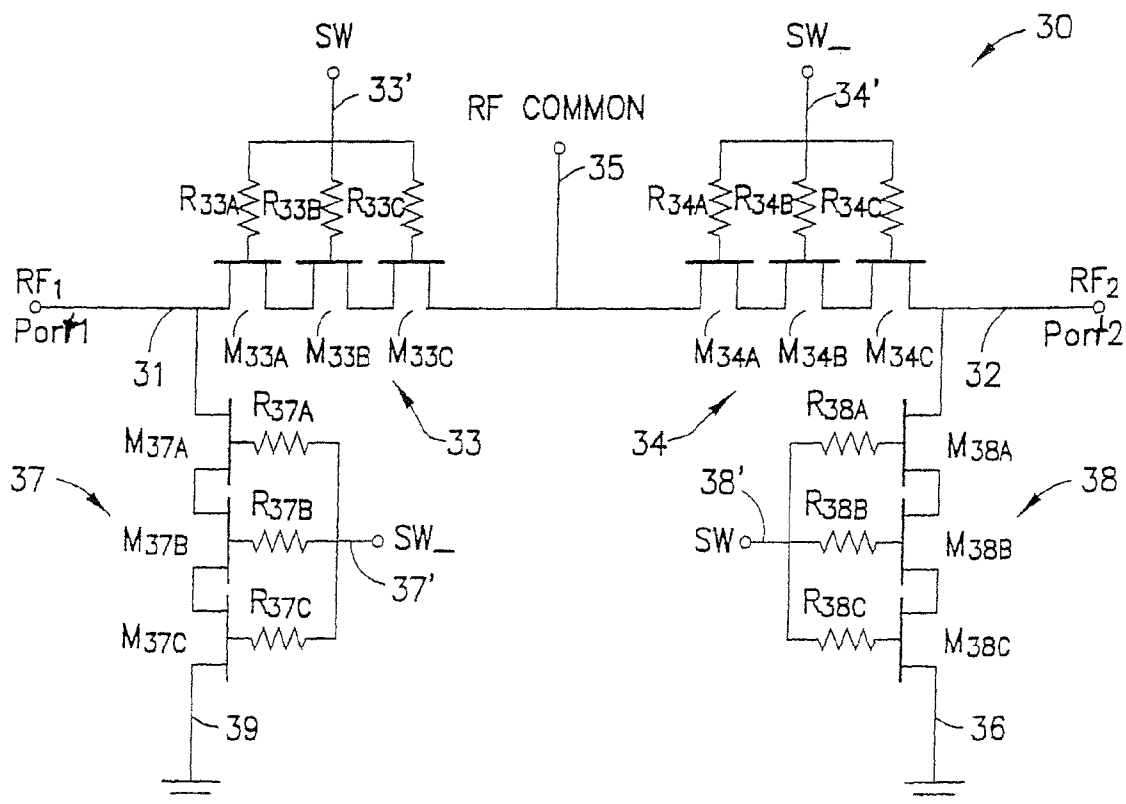 30
SW
SW_
33'
34'
RF COMMON
35
R33A R33B R33C
R34A R34B R34C
RF1
RF2
Port1
Port2
31
M33A M33B M33C
M34A M34B M34C
32
33
34
R37A
R38A
M37A
M38A
37
38
38'
R37B
R38B
M37B
SW_
SW
M38B
37'
R37C
R38C
M37C
M38C
39
36